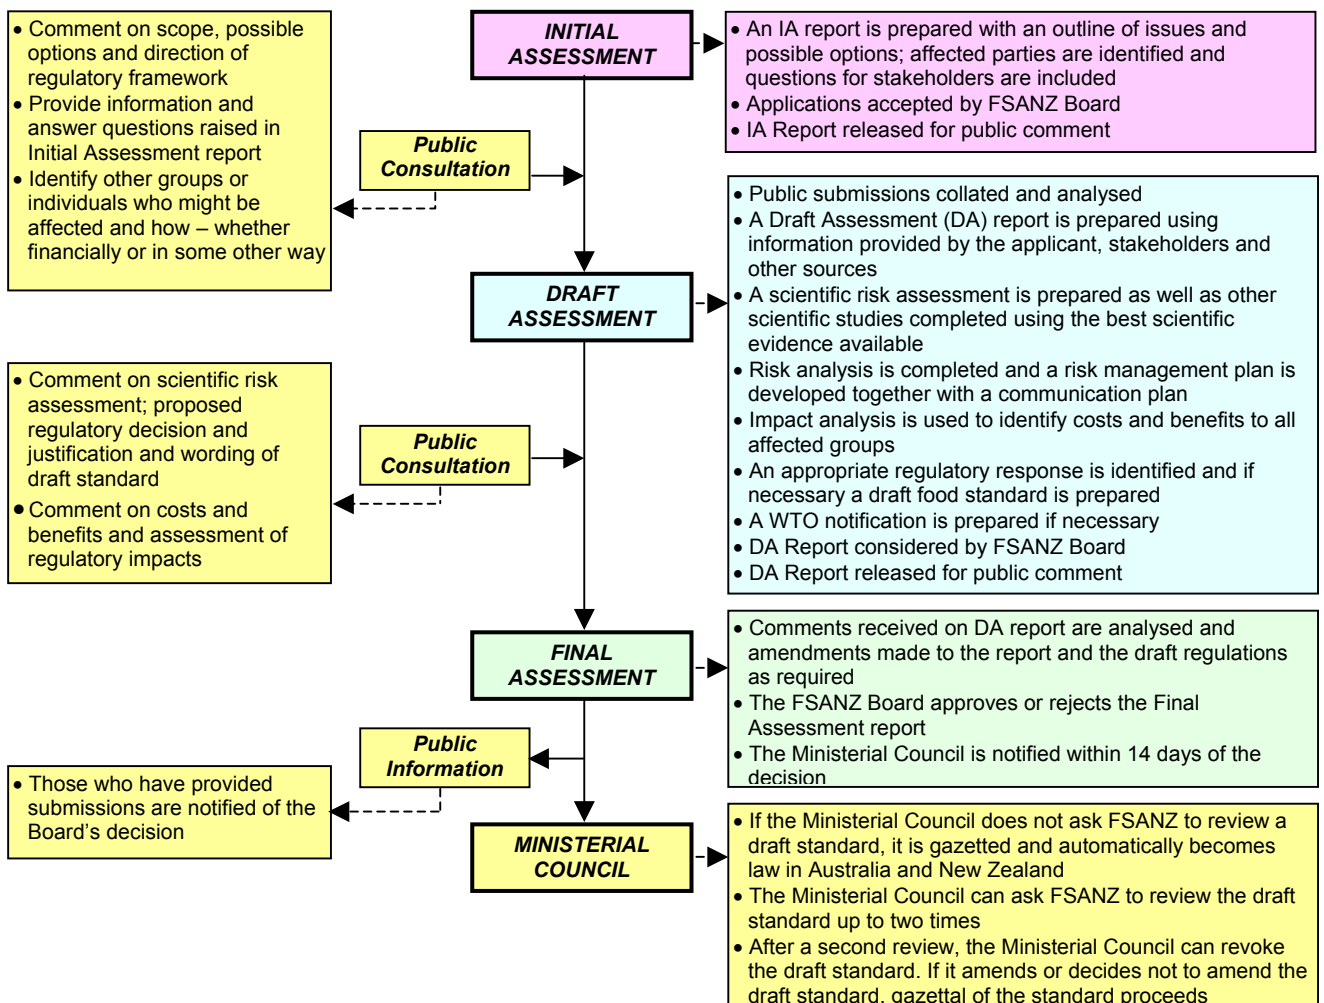 • Comment on scope, possible
options and direction of
regulatory framework
• Provide information and
answer questions raised in
Initial Assessment report
• Identify other groups or
individuals who might be
affected and how – whether
financially or in some other way
INITIAL
ASSESSMENT
• An IA report is prepared with an outline of issues and
possible options; affected parties are identified and
questions for stakeholders are included
• Applications accepted by FSANZ Board
• IA Report released for public comment
Public
Consultation
DRAFT
ASSESSMENT
• Public submissions collated and analysed
• A Draft Assessment (DA) report is prepared using
information provided by the applicant, stakeholders and
other sources
• A scientific risk assessment is prepared as well as other
scientific studies completed using the best scientific
evidence available
• Risk analysis is completed and a risk management plan is
developed together with a communication plan
• Impact analysis is used to identify costs and benefits to all
affected groups
• An appropriate regulatory response is identified and if
necessary a draft food standard is prepared
• A WTO notification is prepared if necessary
• DA Report considered by FSANZ Board
• DA Report released for public comment
• Comment on scientific risk
assessment; proposed
regulatory decision and
justification and wording of
draft standard
• Comment on costs and
benefits and assessment of
regulatory impacts
Public
Consultation
FINAL
ASSESSMENT
• Comments received on DA report are analysed and
amendments made to the report and the draft regulations
as required
• The FSANZ Board approves or rejects the Final
Assessment report
• The Ministerial Council is notified within 14 days of the
decision
Public
Information
• Those who have provided
submissions are notified of the
Board's decision
MINISTERIAL
COUNCIL
• If the Ministerial Council does not ask FSANZ to review a
draft standard, it is gazetted and automatically becomes
law in Australia and New Zealand
• The Ministerial Council can ask FSANZ to review the draft
standard up to two times
• After a second review, the Ministerial Council can revoke
the draft standard. If it amends or decides not to amend the
draft standard, gazettal of the standard proceeds